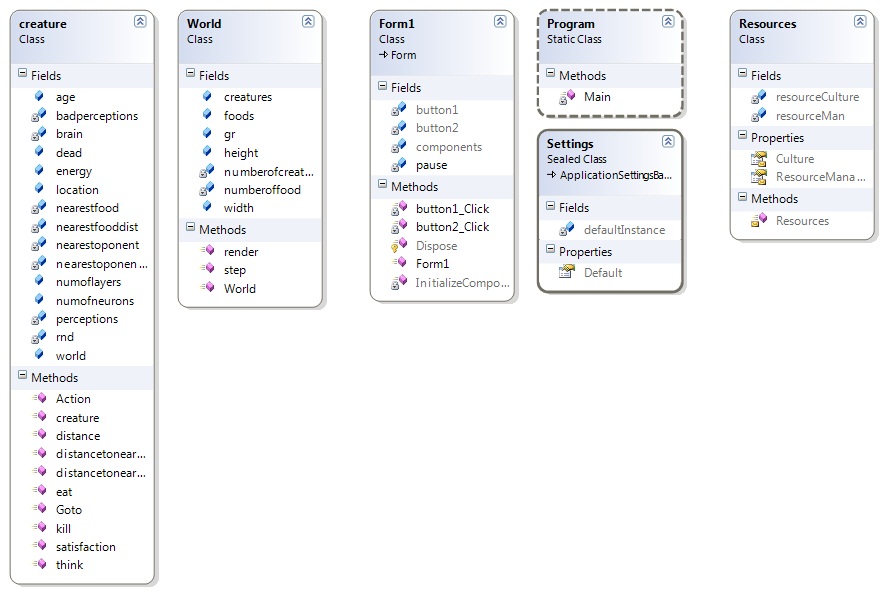 creature
Class
Fields
age
badperceptions
brain
dead
energy
location
nearestfood
nearestfooddist
nearestoponent
nearestoponen...
numoflayers
numofneurons
perceptions
rnd
world
Methods
Action
creature
distance
distancetonear...
distancetonear...
eat
Goto
kill
satisfaction
think
World
Class
Fields
creatures
foods
gr
height
numberofcreat...
numberoffood
width
Methods
render
step
World
Form1
Class
Form
Fields
button1
button2
components
pause
Methods
button1_Click
button2_Click
Dispose
Form1
InitializeCompo...
Program
Static Class
Methods
Main
Settings
Sealed Class
ApplicationSettingsBa...
Fields
defaultInstance
Properties
Default
Resources
Class
Fields
resourceCulture
resourceMan
Properties
Culture
ResourceMana...
Methods
Resources